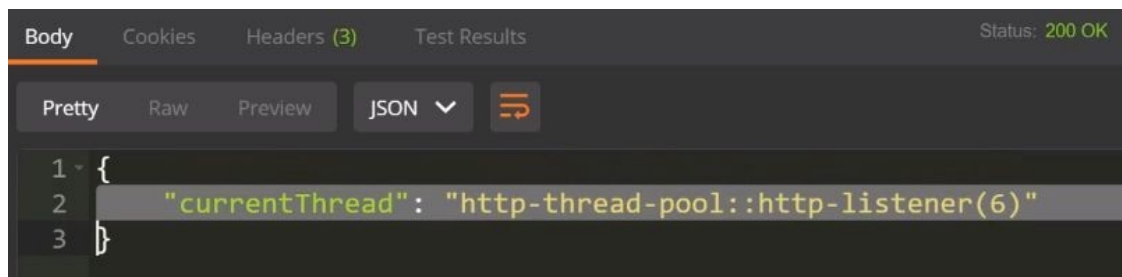 Body Cookies Headers (3) Test Results Status: 200 OK
Pretty Raw Preview JSON
1 {
2 "currentThread": "http-thread-pool::http-listener(6)"
3 }